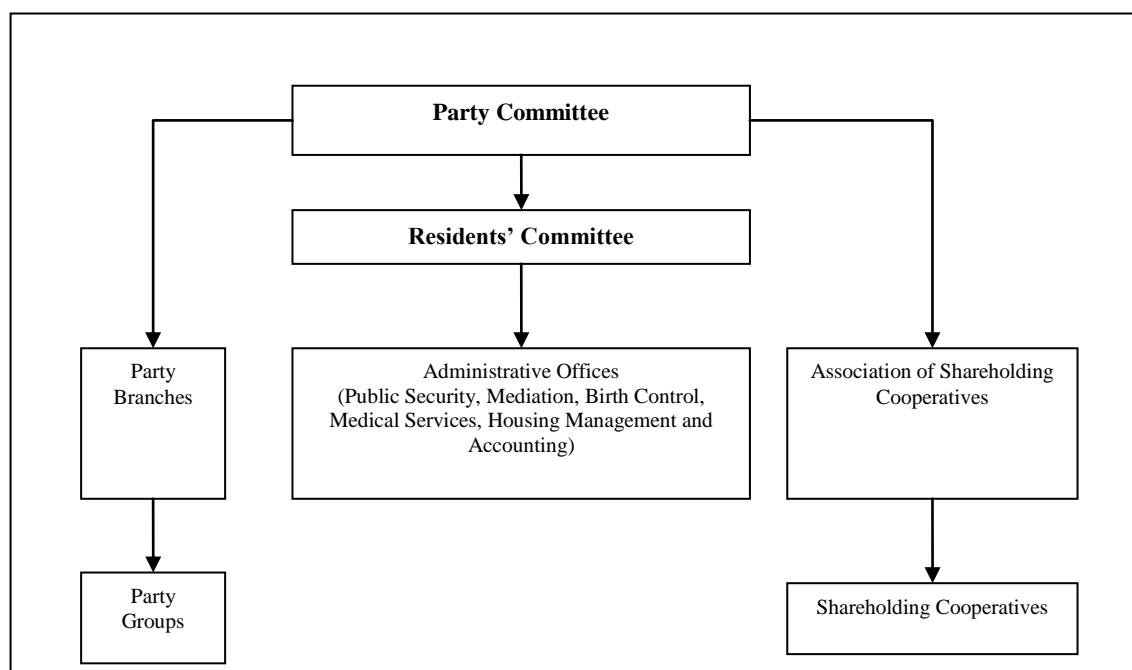 Party Committee
Residents’ Committee
Party
Branches
Administrative Offices
(Public Security, Mediation, Birth Control,
Medical Services, Housing Management and
Accounting)
Association of Shareholding
Cooperatives
Party
Groups
Shareholding Cooperatives